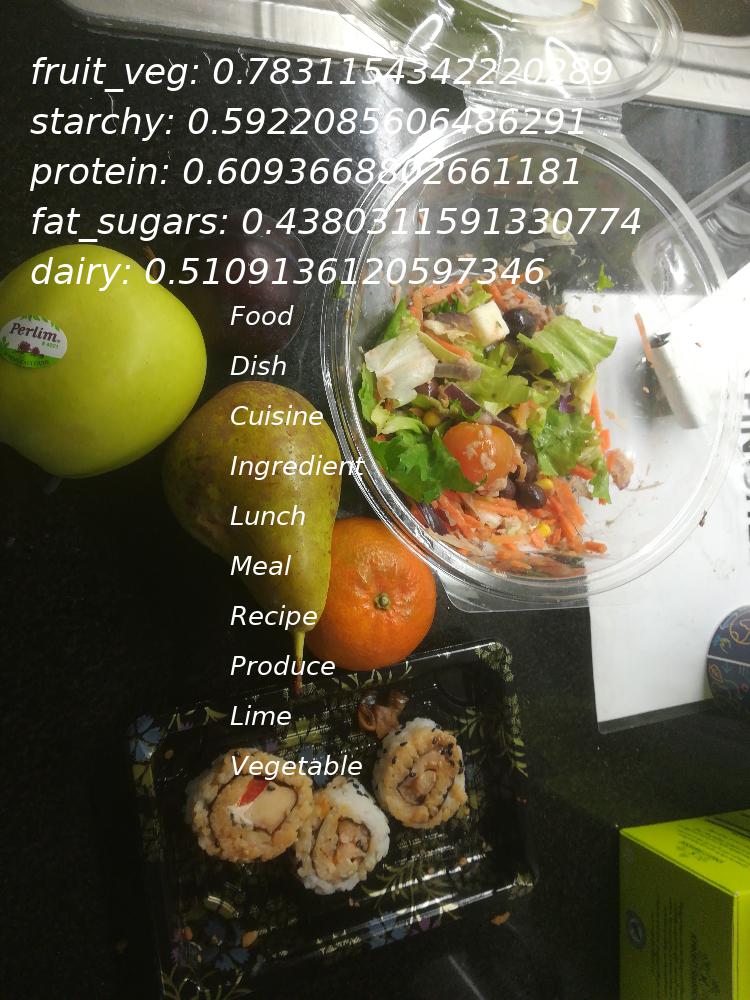 fruit_veg: 0.7831154342220289
starchy: 0.5922085606486291
protein: 0.6093668802661181
fat_sugars: 0.4380311591330774
dairy: 0.5109136120597346
Food
Perlim
Dish
Cuisine
Ingredient
Lunch
Meal
Recipe
Produce
Lime
Vegetable